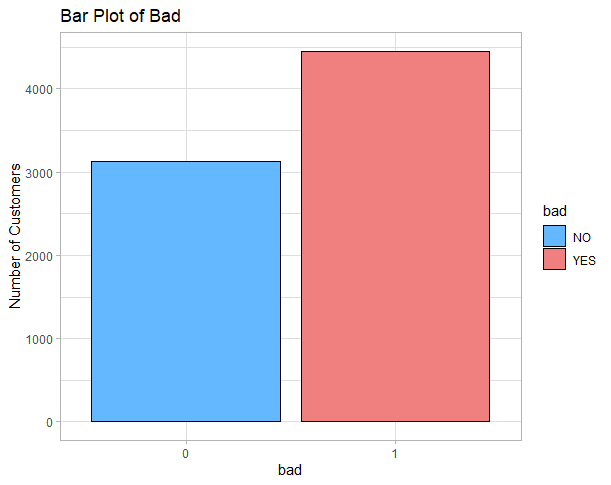 Bar Plot of Bad
Number of Customers
4000
3000
2000
1000
0
0 1
bad
bad
NO
YES